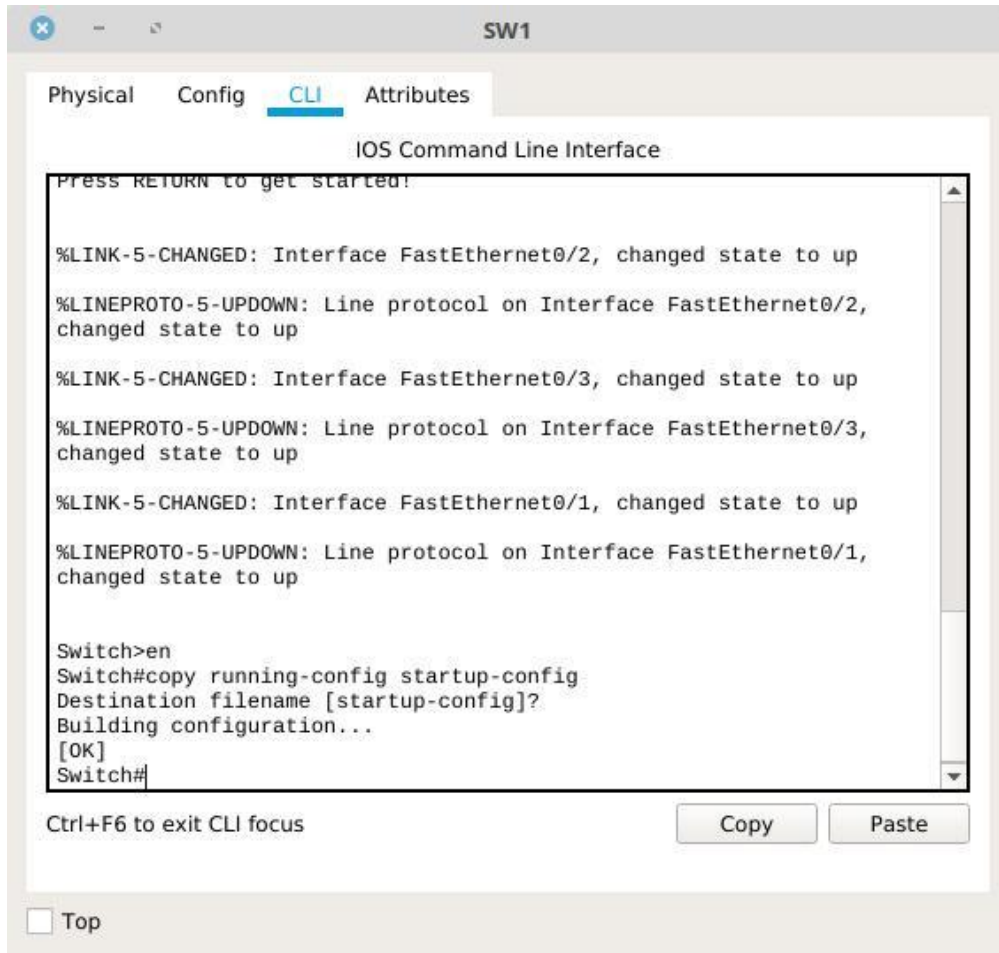 SW1
Physical Config CLI Attributes
IOS Command Line Interface
Press RETURN to get started!
%LINK-5-CHANGED: Interface FastEthernet0/2, changed state to up
%LINEPROTO-5-UPDOWN: Line protocol on Interface FastEthernet0/2,
changed state to up
%LINK-5-CHANGED: Interface FastEthernet0/3, changed state to up
%LINEPROTO-5-UPDOWN: Line protocol on Interface FastEthernet0/3,
changed state to up
%LINK-5-CHANGED: Interface FastEthernet0/1, changed state to up
%LINEPROTO-5-UPDOWN: Line protocol on Interface FastEthernet0/1,
changed state to up
Switch>en
Switch#copy running-config startup-config
Destination filename [startup-config]?
Building configuration...
[OK]
Switch#
Ctrl+F6 to exit CLI focus
Copy Paste
Top